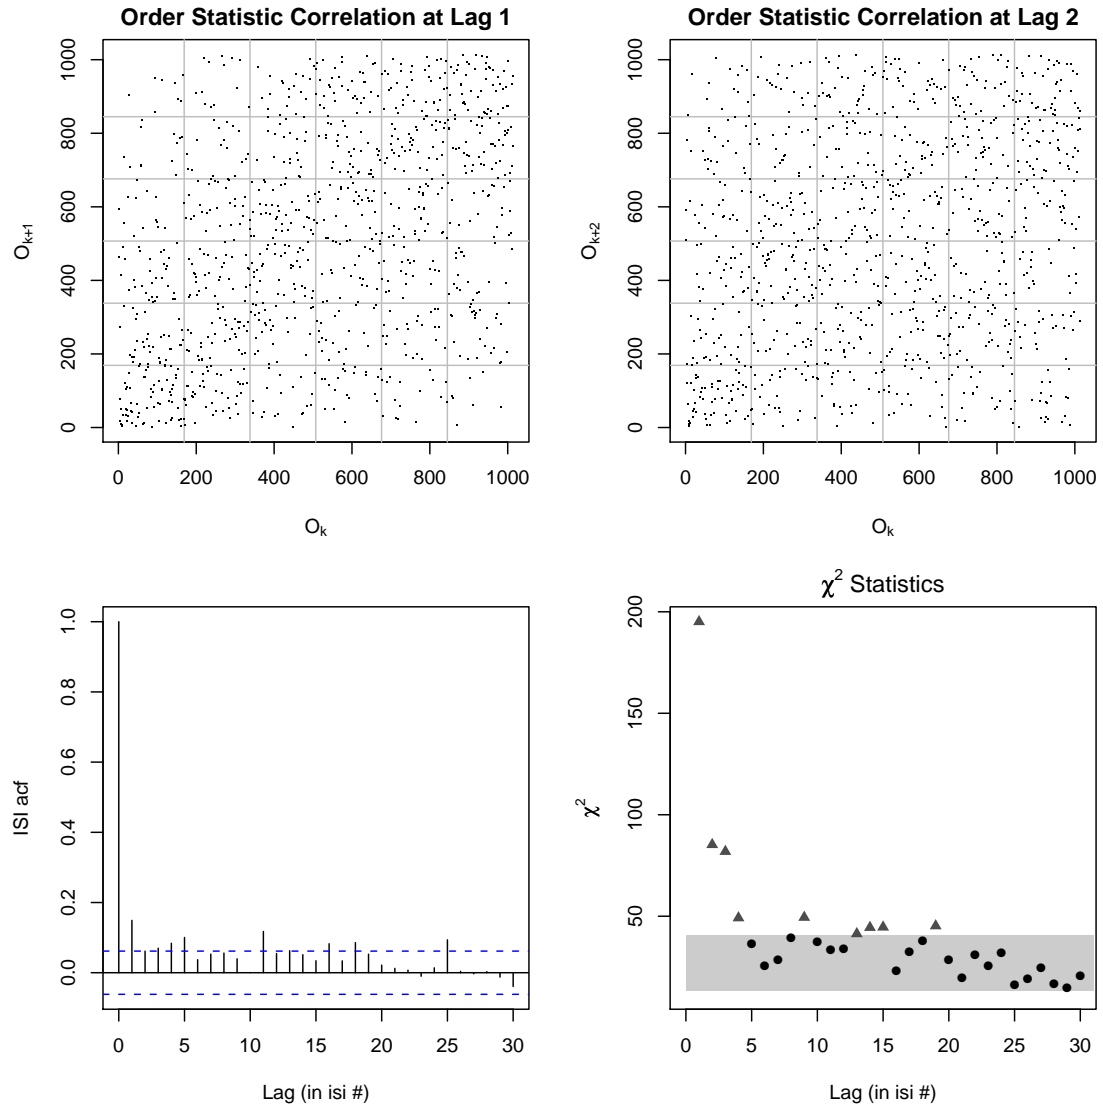 Order Statistic Correlation at Lag 1
1000
800
600
400
200
0
O_{k+1}
0 200 400 600 800 1000
O_k
Order Statistic Correlation at Lag 2
1000
800
600
400
200
0
O_{k+2}
0 200 400 600 800 1000
O_k
1.0
0.8
0.6
0.4
0.2
0.0
ISI acf
0 5 10 15 20 25 30
Lag (in isi #)
χ² Statistics
200
150
100
50
χ²
0 5 10 15 20 25 30
Lag (in isi #)